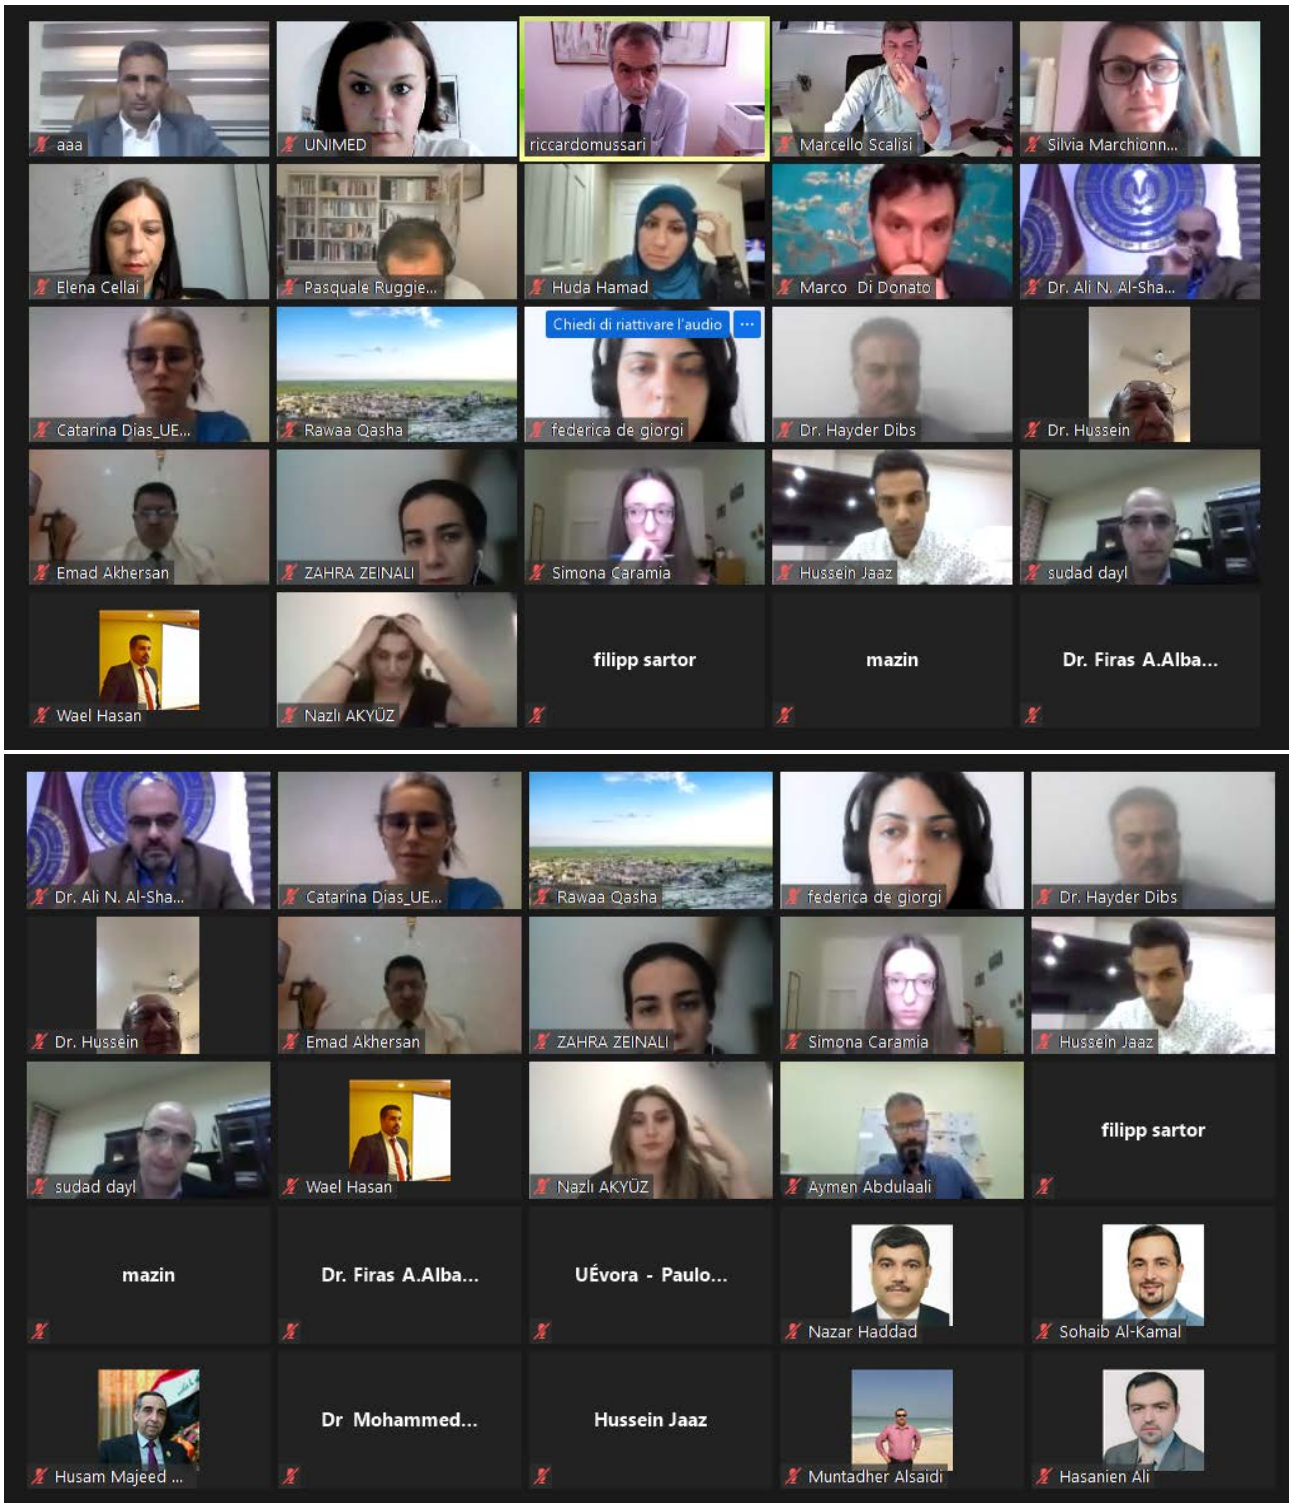 aaa
UNIMED
riccardomussari
Marcello Scalisi
Silvia Marchionn...
Elena Cellai
Pasquale Ruggie...
Huda Hamad
Marco Di Donato
Dr. Ali N. Al-Sha...
Chiedi di riattivare l'audio ...
Catarina Dias_UE...
Rawaa Qasha
federica de giorgi
Dr. Hayder Dibs
Dr. Hussein
Emad Akhersan
ZAHRA ZEINALI
Simona Caramia
Hussein Jaaz
sudad dayl
Wael Hasan
Nazlı AKYÜZ
filipp sartor
mazin
Dr. Firas A.Alba...
Dr. Ali N. Al-Sha...
Catarina Dias_UE...
Rawaa Qasha
federica de giorgi
Dr. Hayder Dibs
Dr. Hussein
Emad Akhersan
ZAHRA ZEINALI
Simona Caramia
Hussein Jaaz
sudad dayl
Wael Hasan
Nazlı AKYÜZ
Aymen Abdulaali
filipp sartor
mazin
Dr. Firas A.Alba...
UÉvora - Paulo...
Nazar Haddad
Sohaib Al-Kamal
Husam Majeed ...
Dr Mohammed...
Hussein Jaaz
Muntadher Alsaidi
Hasanien Ali